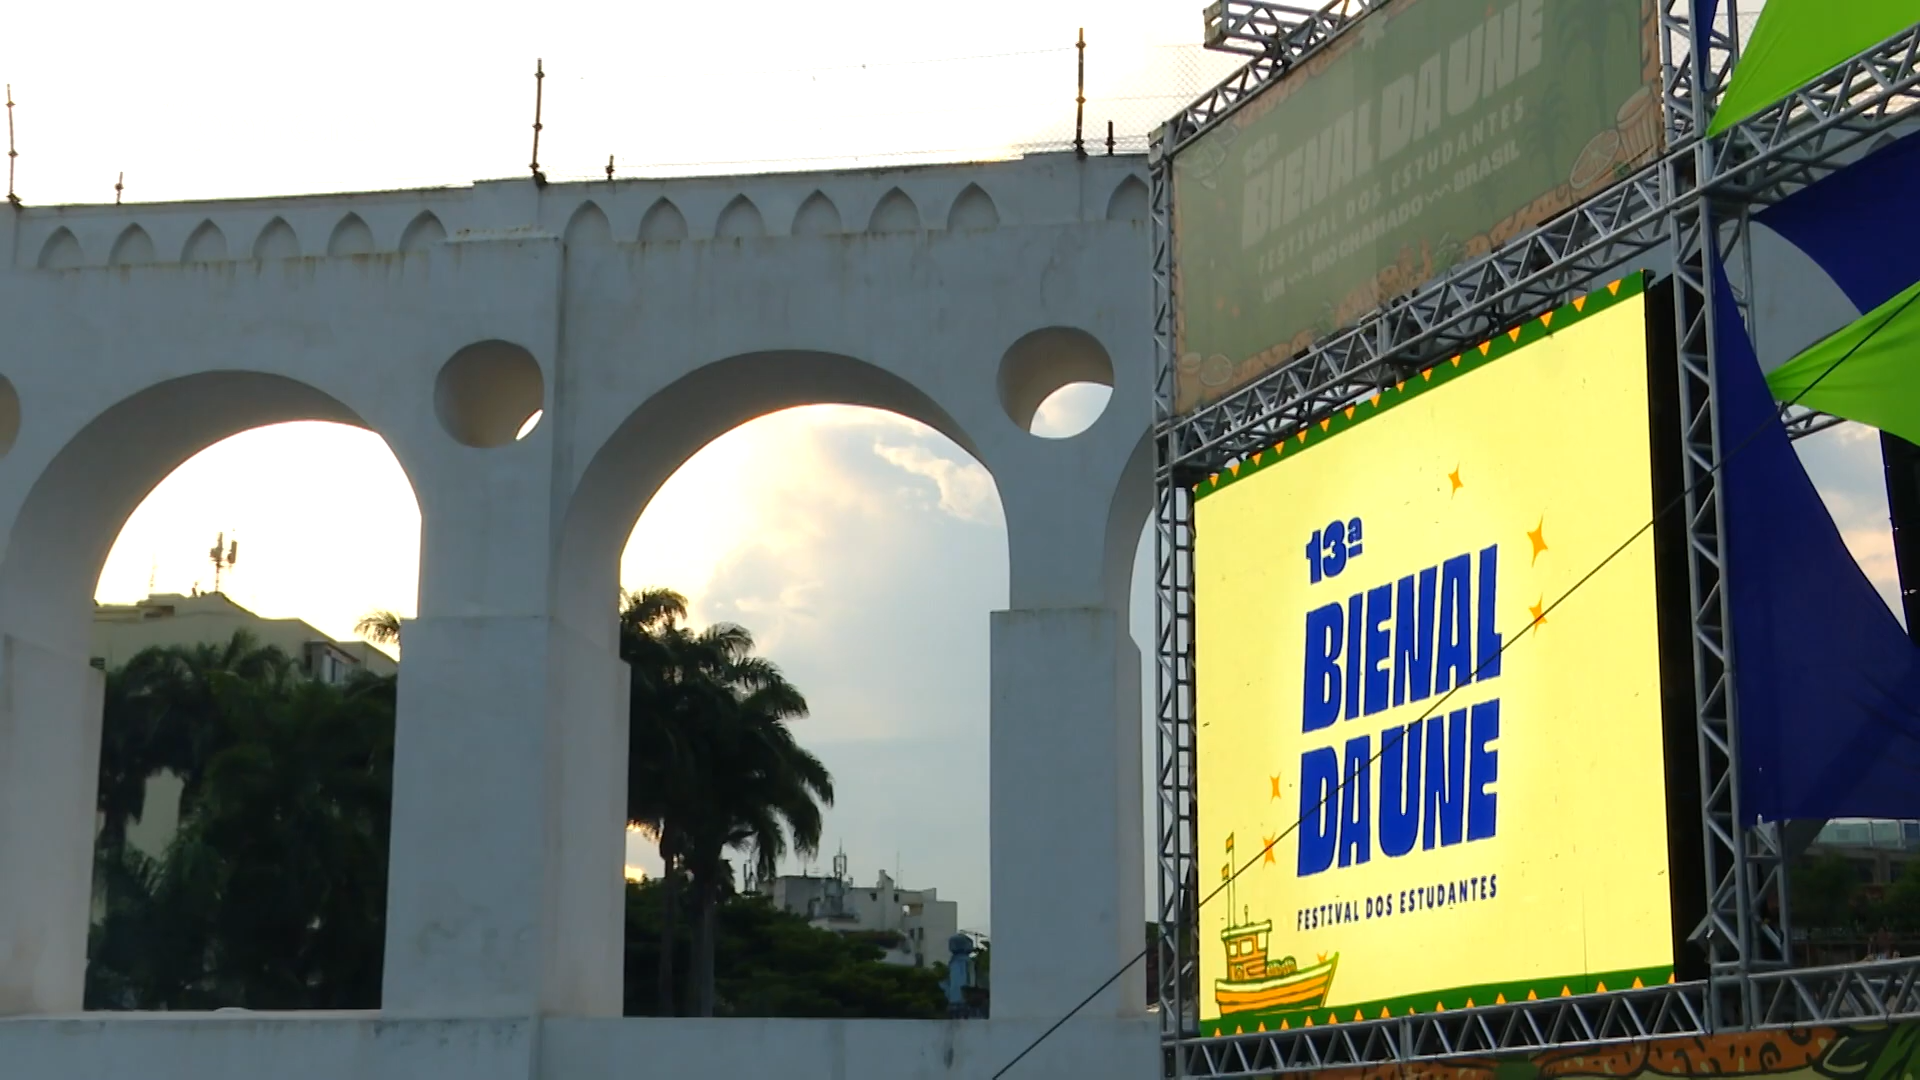 13ª
BIENAL DA UNE
FESTIVAL DOS ESTUDANTES
UM RIO CHAMADO BRASIL
13ª
BIENAL
DA UNE
FESTIVAL DOS ESTUDANTES